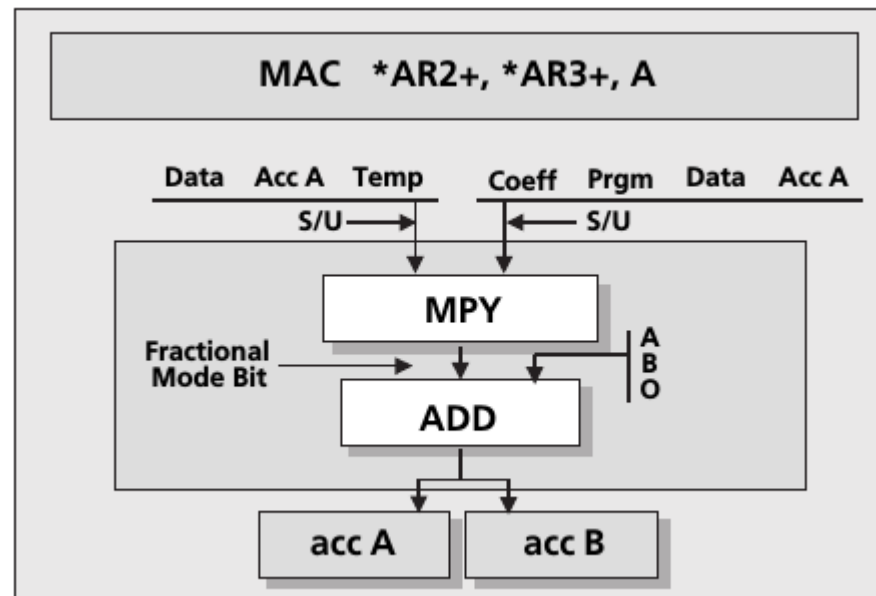 MAC *AR2+, *AR3+, A
Data Acc A Temp Coeff Prgm Data Acc A
S/U S/U
MPY
A
B
O
Fractional
Mode Bit
ADD
acc A acc B